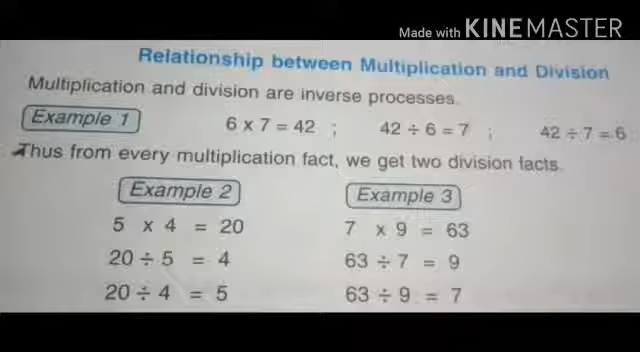 Made with KINEMASTER
Relationship between Multiplication and Division
Multiplication and division are inverse processes.
Example 1 6 x 7 = 42 ; 42 ÷ 6 = 7 ; 42 ÷ 7 = 6
Thus from every multiplication fact, we get two division facts.
Example 2 Example 3
5 x 4 = 20 7 x 9 = 63
20 ÷ 5 = 4 63 ÷ 7 = 9
20 ÷ 4 = 5 63 ÷ 9 = 7